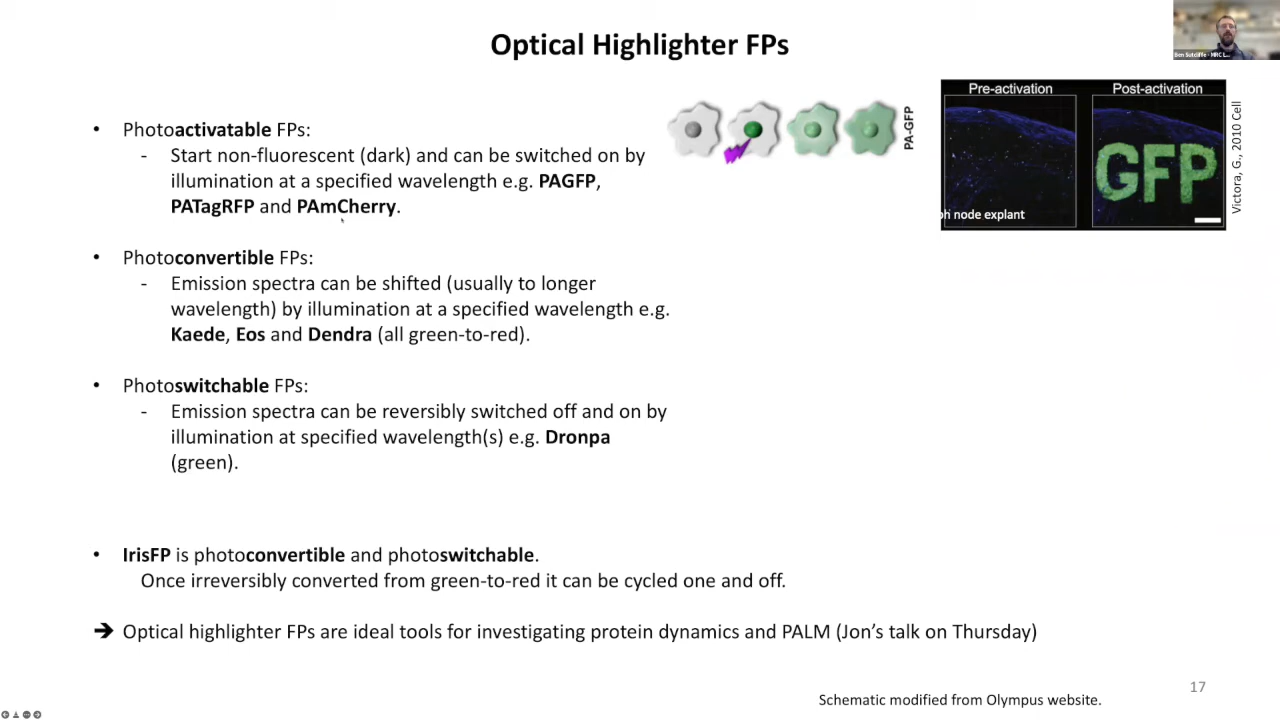 Optical Highlighter FPs
Ben Sutcliffe - MRC L...
• Photoactivatable FPs:
- Start non-fluorescent (dark) and can be switched on by
illumination at a specified wavelength e.g. PAGFP,
PATagRFP and PAmCherry.
PA-GFP
Pre-activation
Post-activation
GFP
ph node explant
Victora, G., 2010 Cell
• Photoconvertible FPs:
- Emission spectra can be shifted (usually to longer
wavelength) by illumination at a specified wavelength e.g.
Kaede, Eos and Dendra (all green-to-red).
• Photoswitchable FPs:
- Emission spectra can be reversibly switched off and on by
illumination at specified wavelength(s) e.g. Dronpa
(green).
• IrisFP is photoconvertible and photoswitchable.
Once irreversibly converted from green-to-red it can be cycled one and off.
➔ Optical highlighter FPs are ideal tools for investigating protein dynamics and PALM (Jon’s talk on Thursday)
17
Schematic modified from Olympus website.